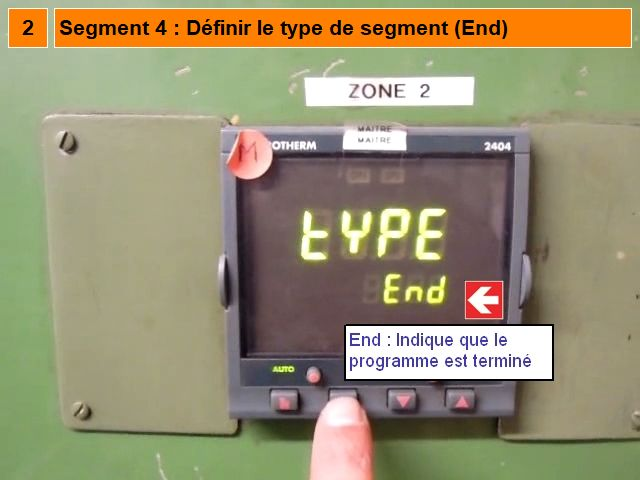 2
Segment 4 : Définir le type de segment (End)
ZONE 2
MAITRE
MAITRE
M
OTHERM
2404
tYPE
End
End : Indique que le
programme est terminé
AUTO